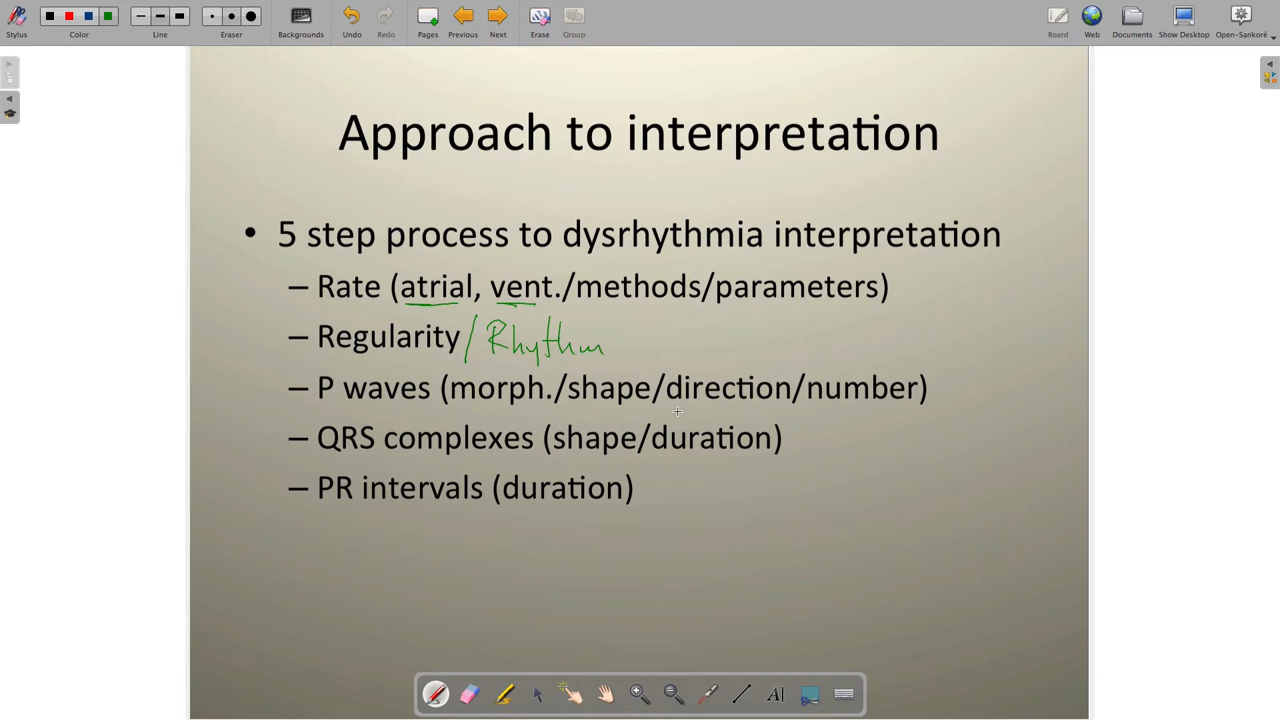 Stylus Color Line Eraser Backgrounds Undo Redo Pages Previous Next Erase Group Board Web Documents Show Desktop Open-Sankoré
Approach to interpretation
• 5 step process to dysrhythmia interpretation
– Rate (atrial, vent./methods/parameters)
– Regularity / Rhythm
– P waves (morph./shape/direction/number)
– QRS complexes (shape/duration)
– PR intervals (duration)
AI